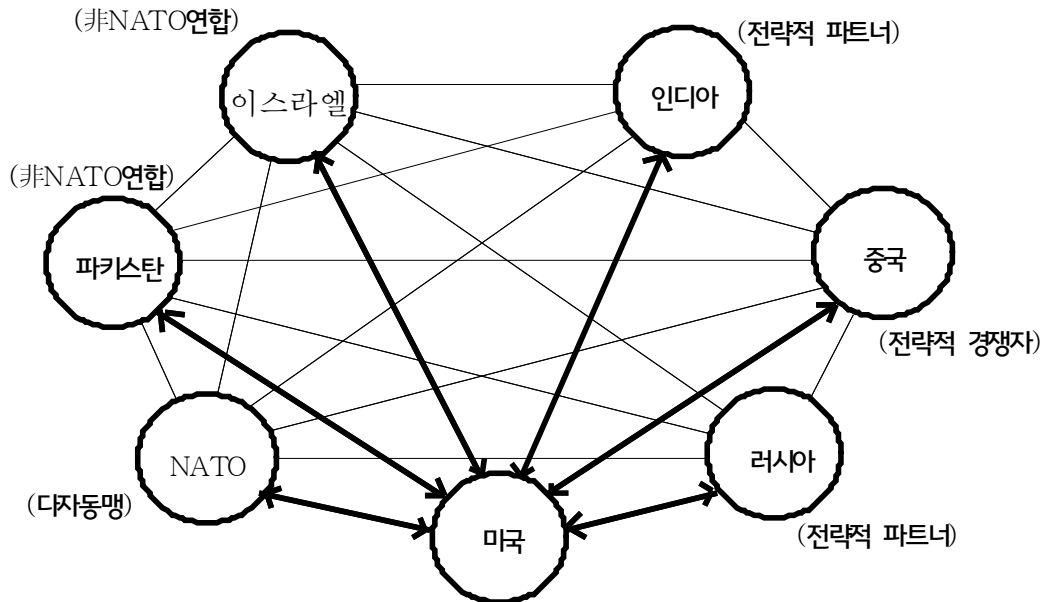 (非NATO연합)
(전략적 파트너)
이스라엘
인디아
(非NATO연합)
파키스탄
중국
(전략적 경쟁자)
NATO
러시아
(다자동맹)
미국
(전략적 파트너)